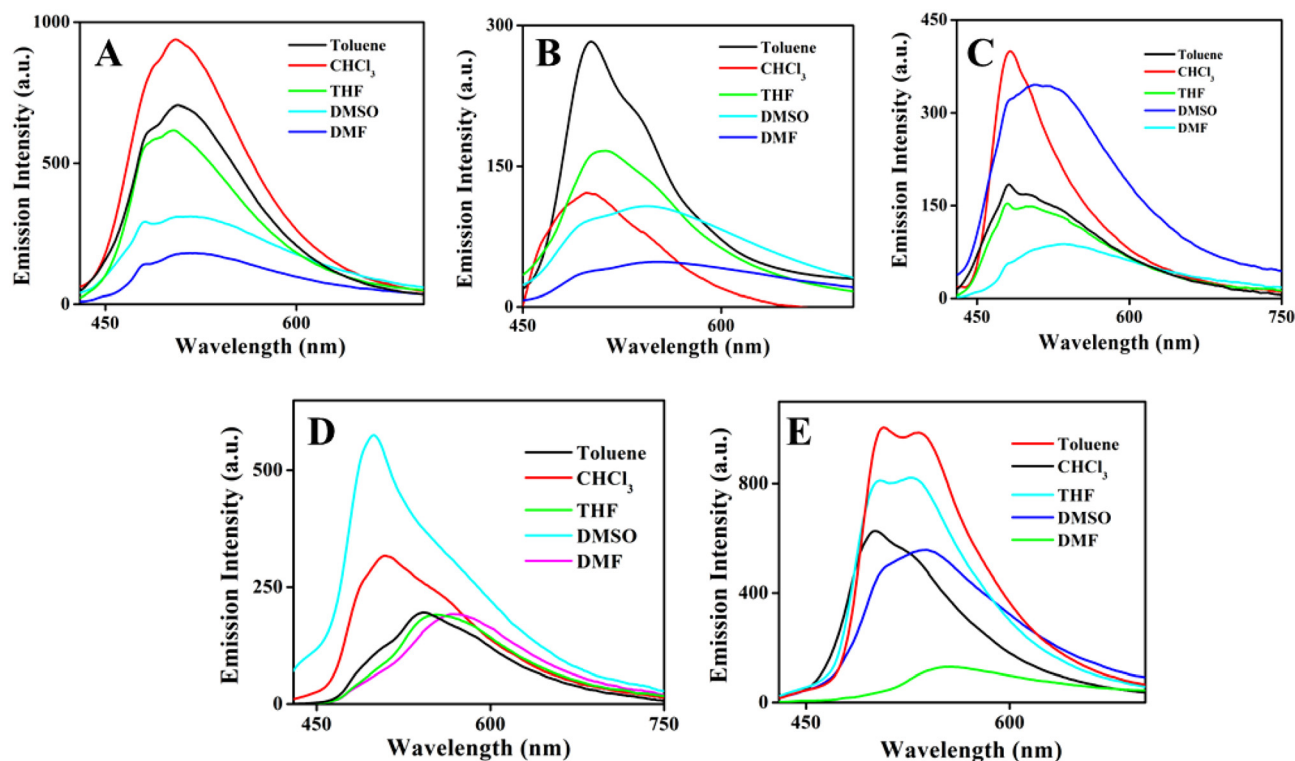 A
Emission Intensity (a.u.)
1000
500
0
450
600
Wavelength (nm)
Toluene
CHCl₃
THF
DMSO
DMF
B
Emission Intensity (a.u.)
300
150
0
450
600
Wavelength (nm)
Toluene
CHCl₃
THF
DMSO
DMF
C
Emission Intensity (a.u.)
450
300
150
0
450
600
750
Wavelength (nm)
Toluene
CHCl₃
THF
DMSO
DMF
D
Emission Intensity (a.u.)
500
250
0
450
600
750
Wavelength (nm)
Toluene
CHCl₃
THF
DMSO
DMF
E
Emission Intensity (a.u.)
800
400
0
450
600
Wavelength (nm)
Toluene
CHCl₃
THF
DMSO
DMF